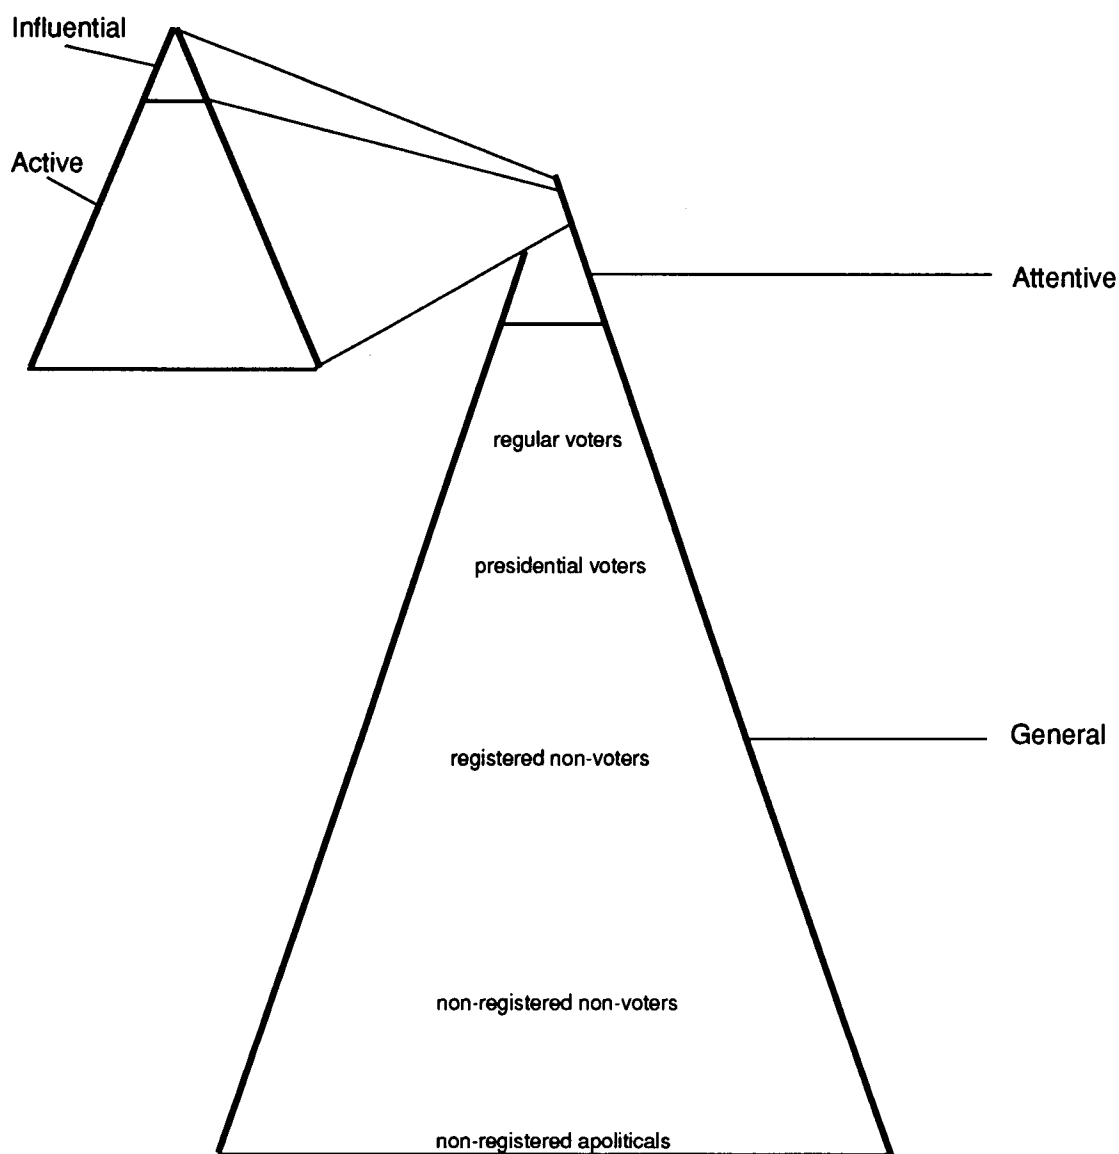 Influential
Active
Attentive
regular voters
presidential voters
General
registered non-voters
non-registered non-voters
non-registered apoliticals